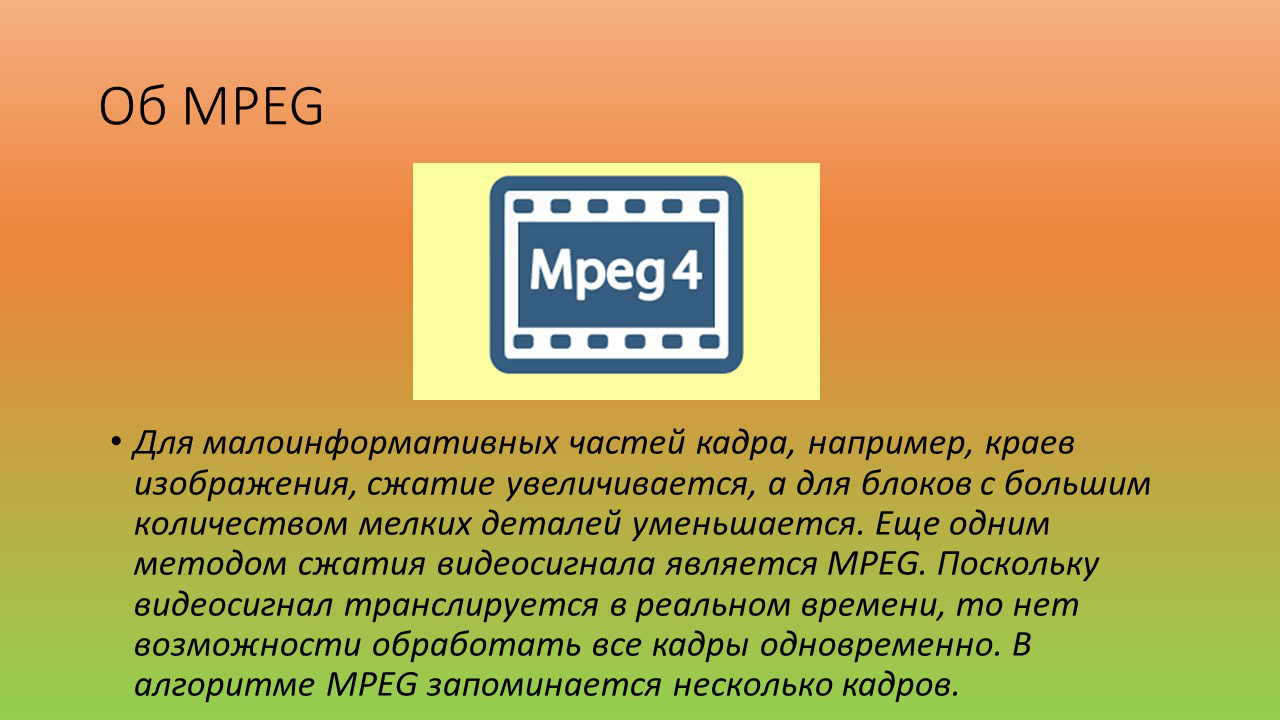 Об MPEG
Mpeg 4
• Для малоинформативных частей кадра, например, краев
изображения, сжатие увеличивается, а для блоков с большим
количеством мелких деталей уменьшается. Еще одним
методом сжатия видеосигнала является MPEG. Поскольку
видеосигнал транслируется в реальном времени, то нет
возможности обработать все кадры одновременно. В
алгоритме MPEG запоминается несколько кадров.